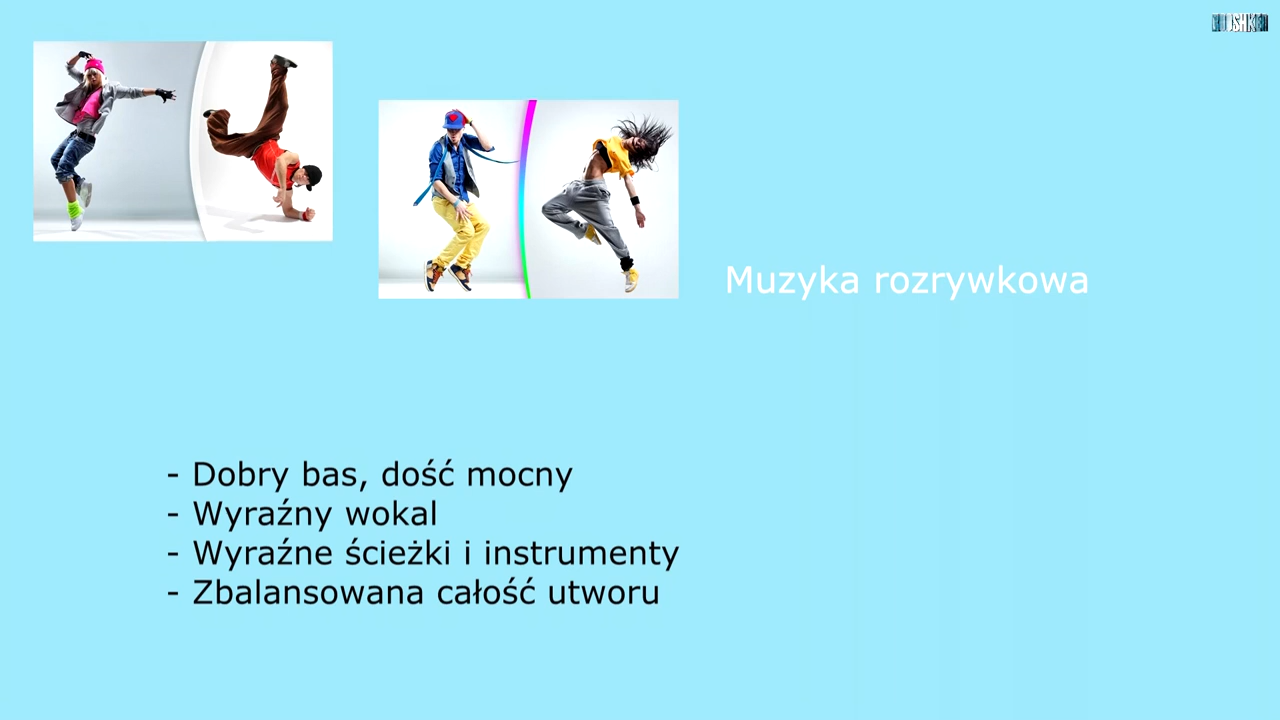 Muzyka rozrywkowa
- Dobry bas, dość mocny
- Wyraźny wokal
- Wyraźne ścieżki i instrumenty
- Zbalansowana całość utworu